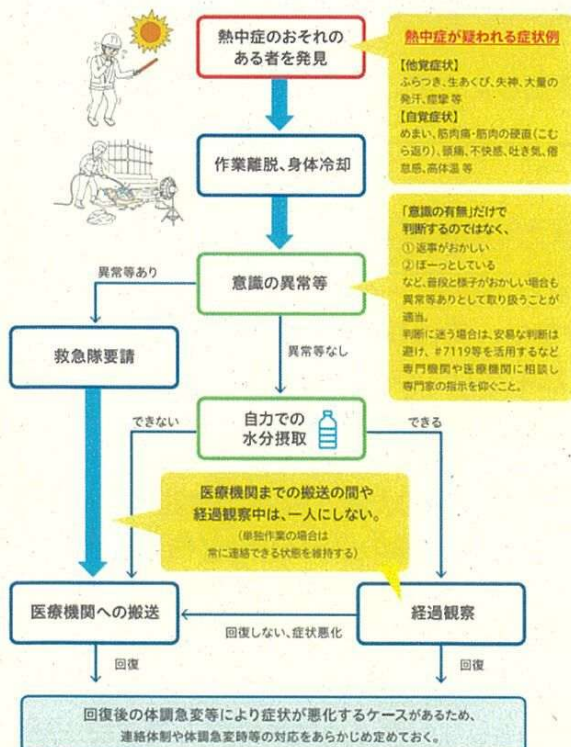 熱中症のおそれの
ある者を発見
熱中症が疑われる症状例
【他覚症状】
ふらつき、生あくび、失神、大量の
発汗、痙攣 等
【自覚症状】
めまい、筋肉痛・筋肉の硬直(こむ
ら返り)、頭痛、不快感、吐き気、倦
怠感、高体温 等
作業離脱、身体冷却
「意識の有無」だけで
判断するのではなく、
①返事がおかしい
②ぼーっとしている
など、普段と様子がおかしい場合も
異常等ありとして取り扱うことが
適当。
判断に迷う場合は、安易な判断は
避け、#7119等を活用するなど
専門機関や医療機関に相談し
専門家の指示を仰ぐこと。
意識の異常等
異常等あり
救急隊要請
異常等なし
自力での
水分摂取
できない
できる
医療機関までの搬送の間や
経過観察中は、一人にしない。
(単独作業の場合は
常に連絡できる状態を維持する)
医療機関への搬送
経過観察
回復しない、症状悪化
回復
回復
回復後の体調急変等により症状が悪化するケースがあるため、
連絡体制や体調急変時等の対応をあらかじめ定めておく。